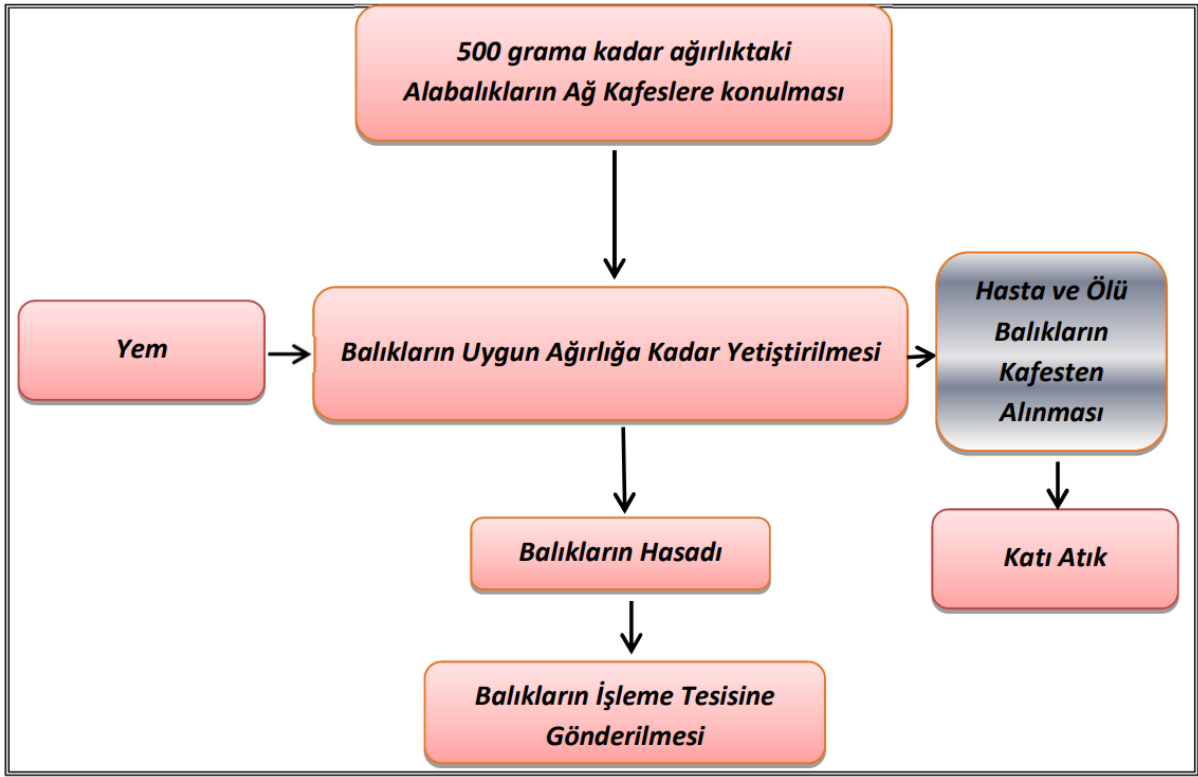 500 grama kadar ağırlıktaki
Alabalıkların Ağ Kafeslere konulması
Yem
Balıkların Uygun Ağırlığa Kadar Yetiştirilmesi
Hasta ve Ölü
Balıkların
Kafesten
Alınması
Balıkların Hasadı
Katı Atık
Balıkların İşleme Tesisine
Gönderilmesi